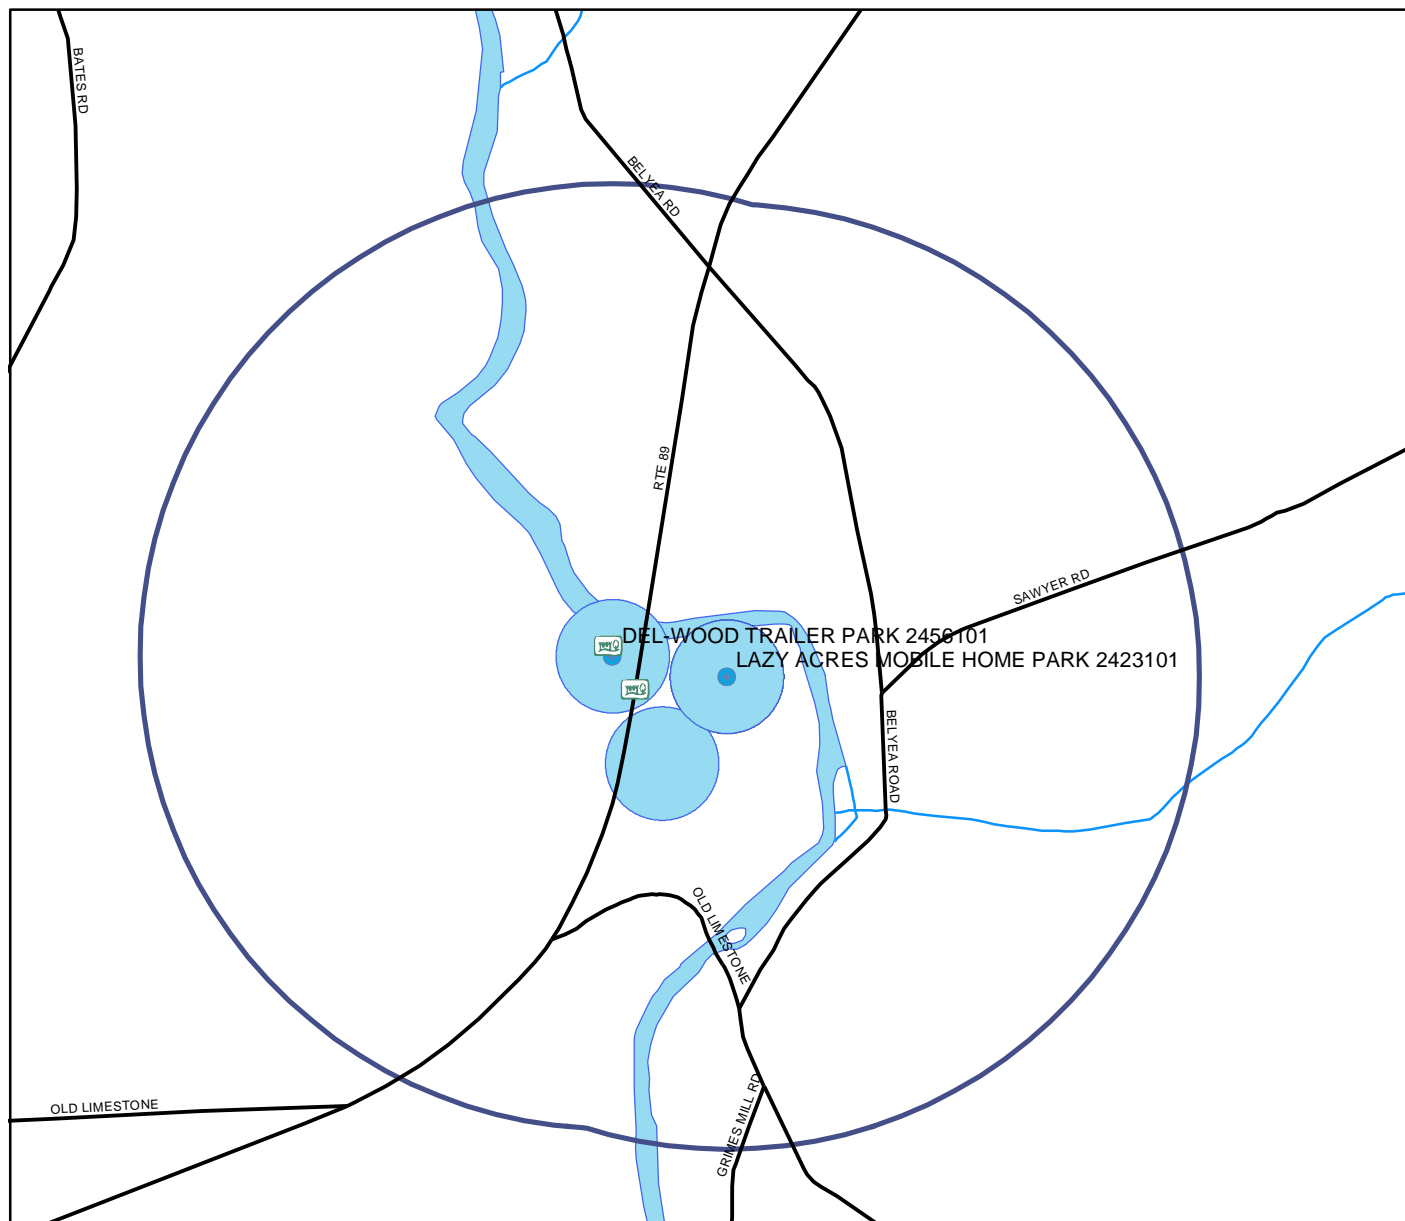 BATES RD
BELYEA RD
RTE 89
SAWYER RD
DEL-WOOD TRAILER PARK 2456101
LAZY ACRES MOBILE HOME PARK 2423101
BELYEA ROAD
OLD LIMESTONE
OLD LIMESTONE
GRIMES MILL RD